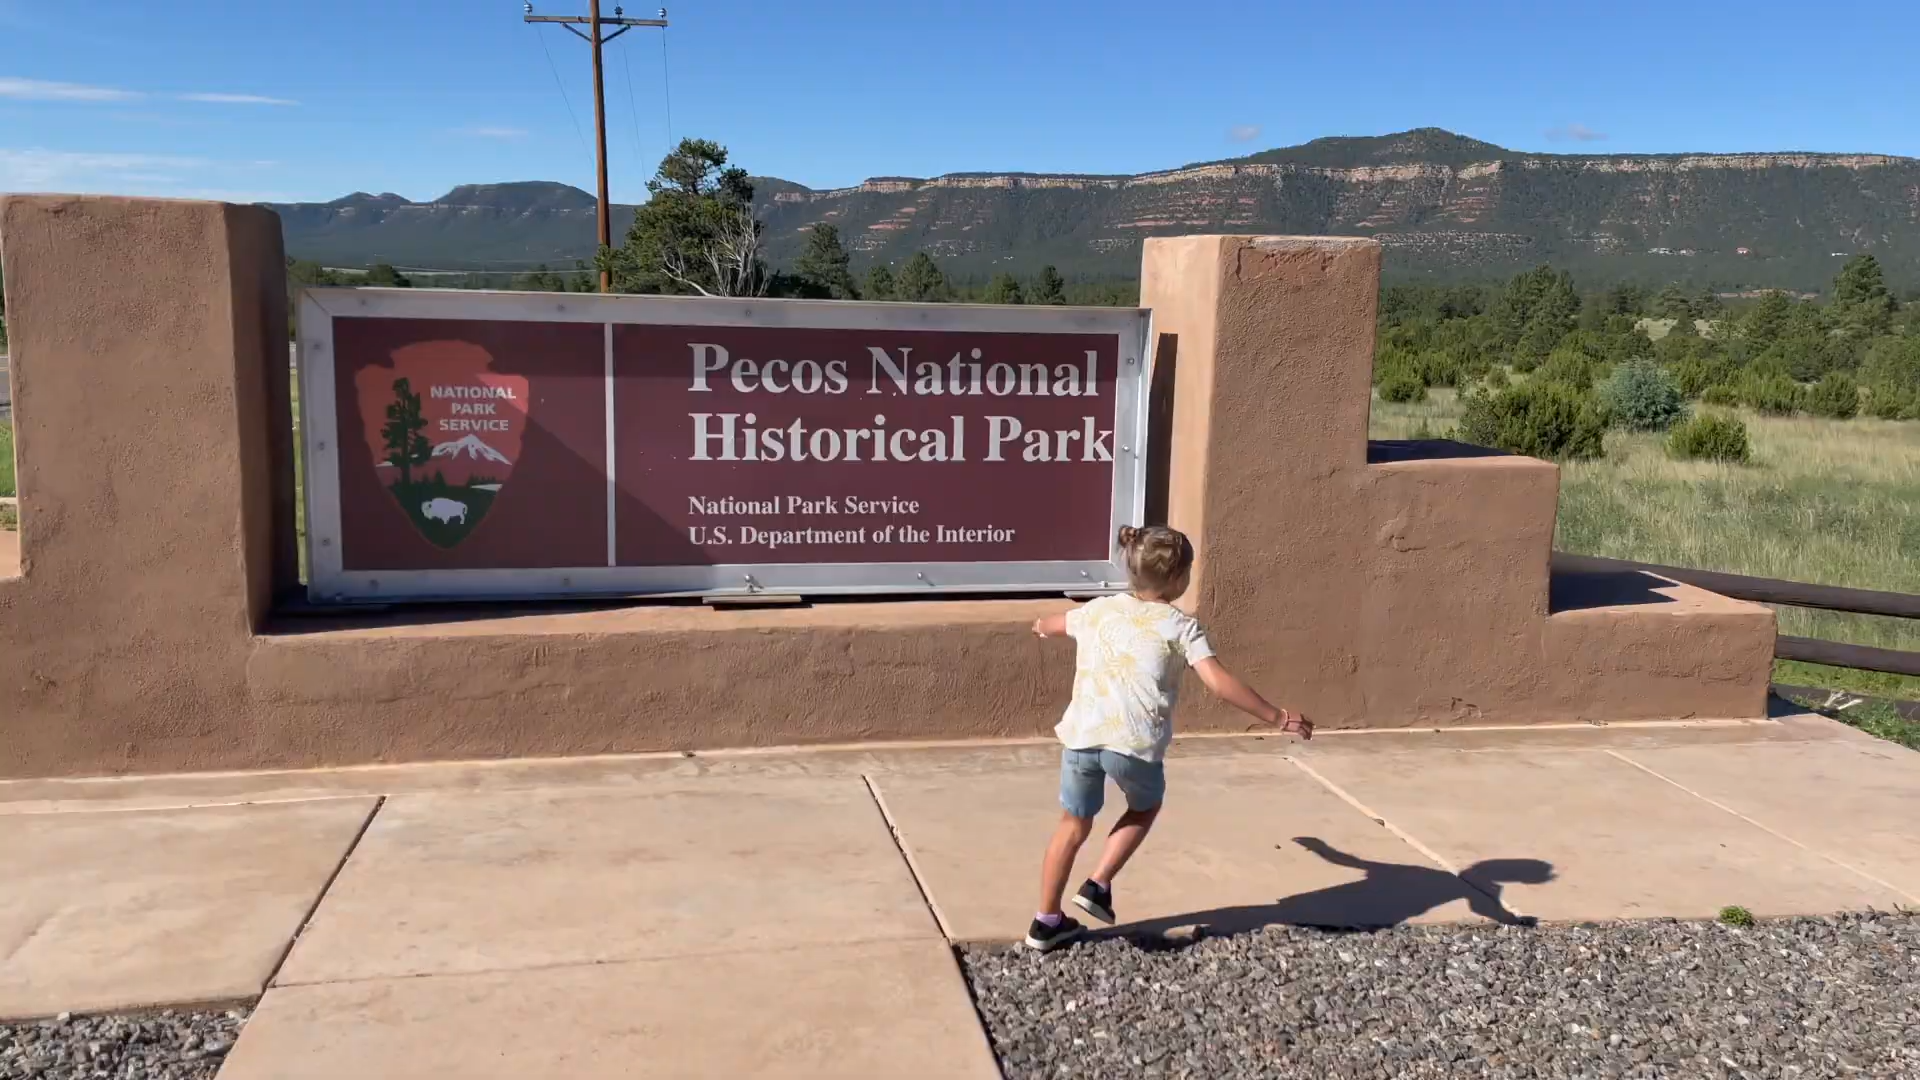 NATIONAL
PARK
SERVICE
Pecos National
Historical Park
National Park Service
U.S. Department of the Interior